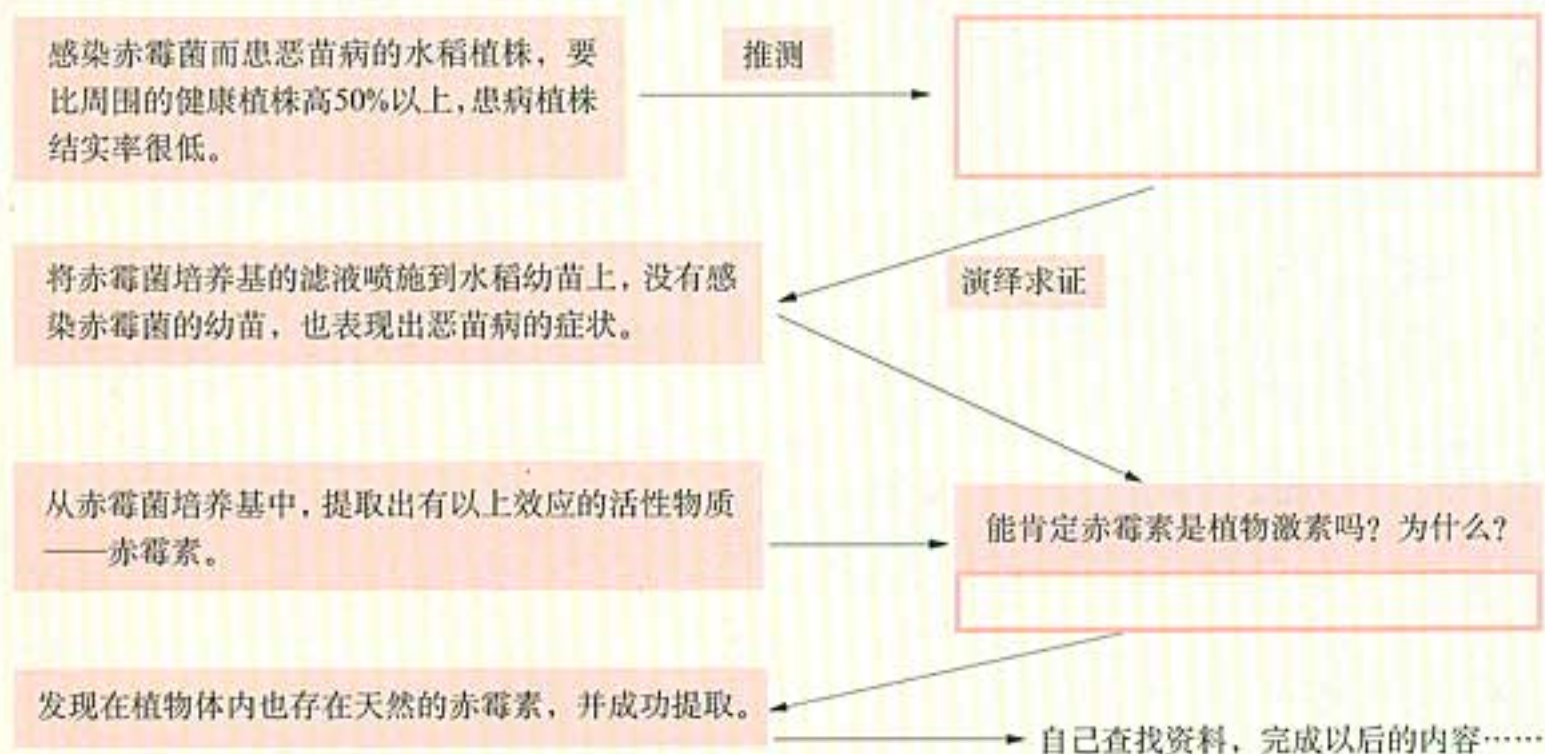 感染赤霉菌而患恶苗病的水稻植株，要
比周围的健康植株高50%以上，患病植株
结实率很低。
推测
将赤霉菌培养基的滤液喷施到水稻幼苗上，没有感
染赤霉菌的幼苗，也表现出恶苗病的症状。
演绎求证
从赤霉菌培养基中，提取出有以上效应的活性物质
——赤霉素。
能肯定赤霉素是植物激素吗？为什么？
发现在植物体内也存在天然的赤霉素，并成功提取。
自己查找资料，完成以后的内容……